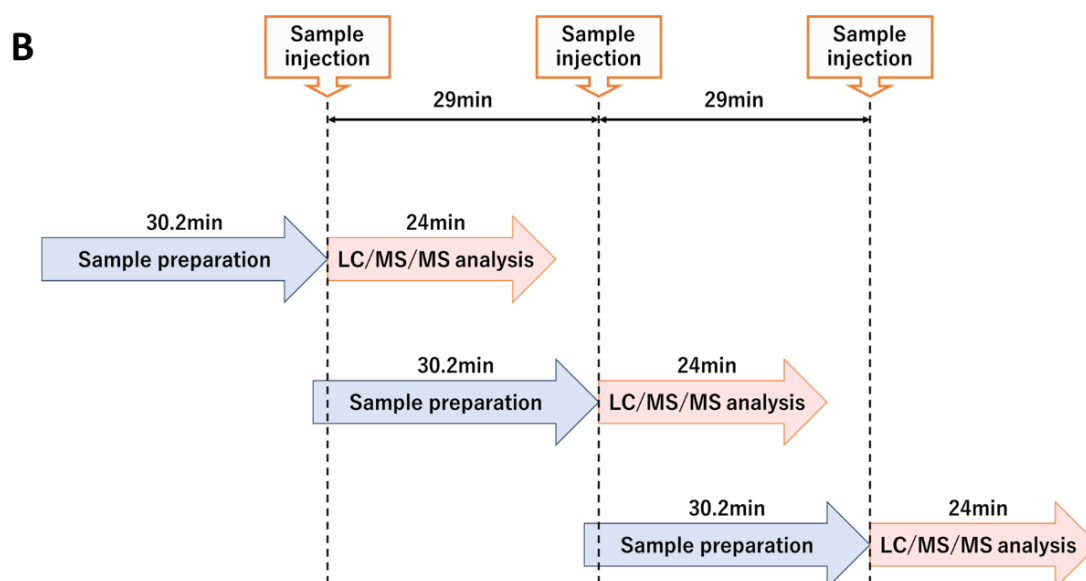 B
Sample
injection
Sample
injection
Sample
injection
29min
29min
30.2min
24min
Sample preparation
LC/MS/MS analysis
30.2min
24min
Sample preparation
LC/MS/MS analysis
30.2min
24min
Sample preparation
LC/MS/MS analysis